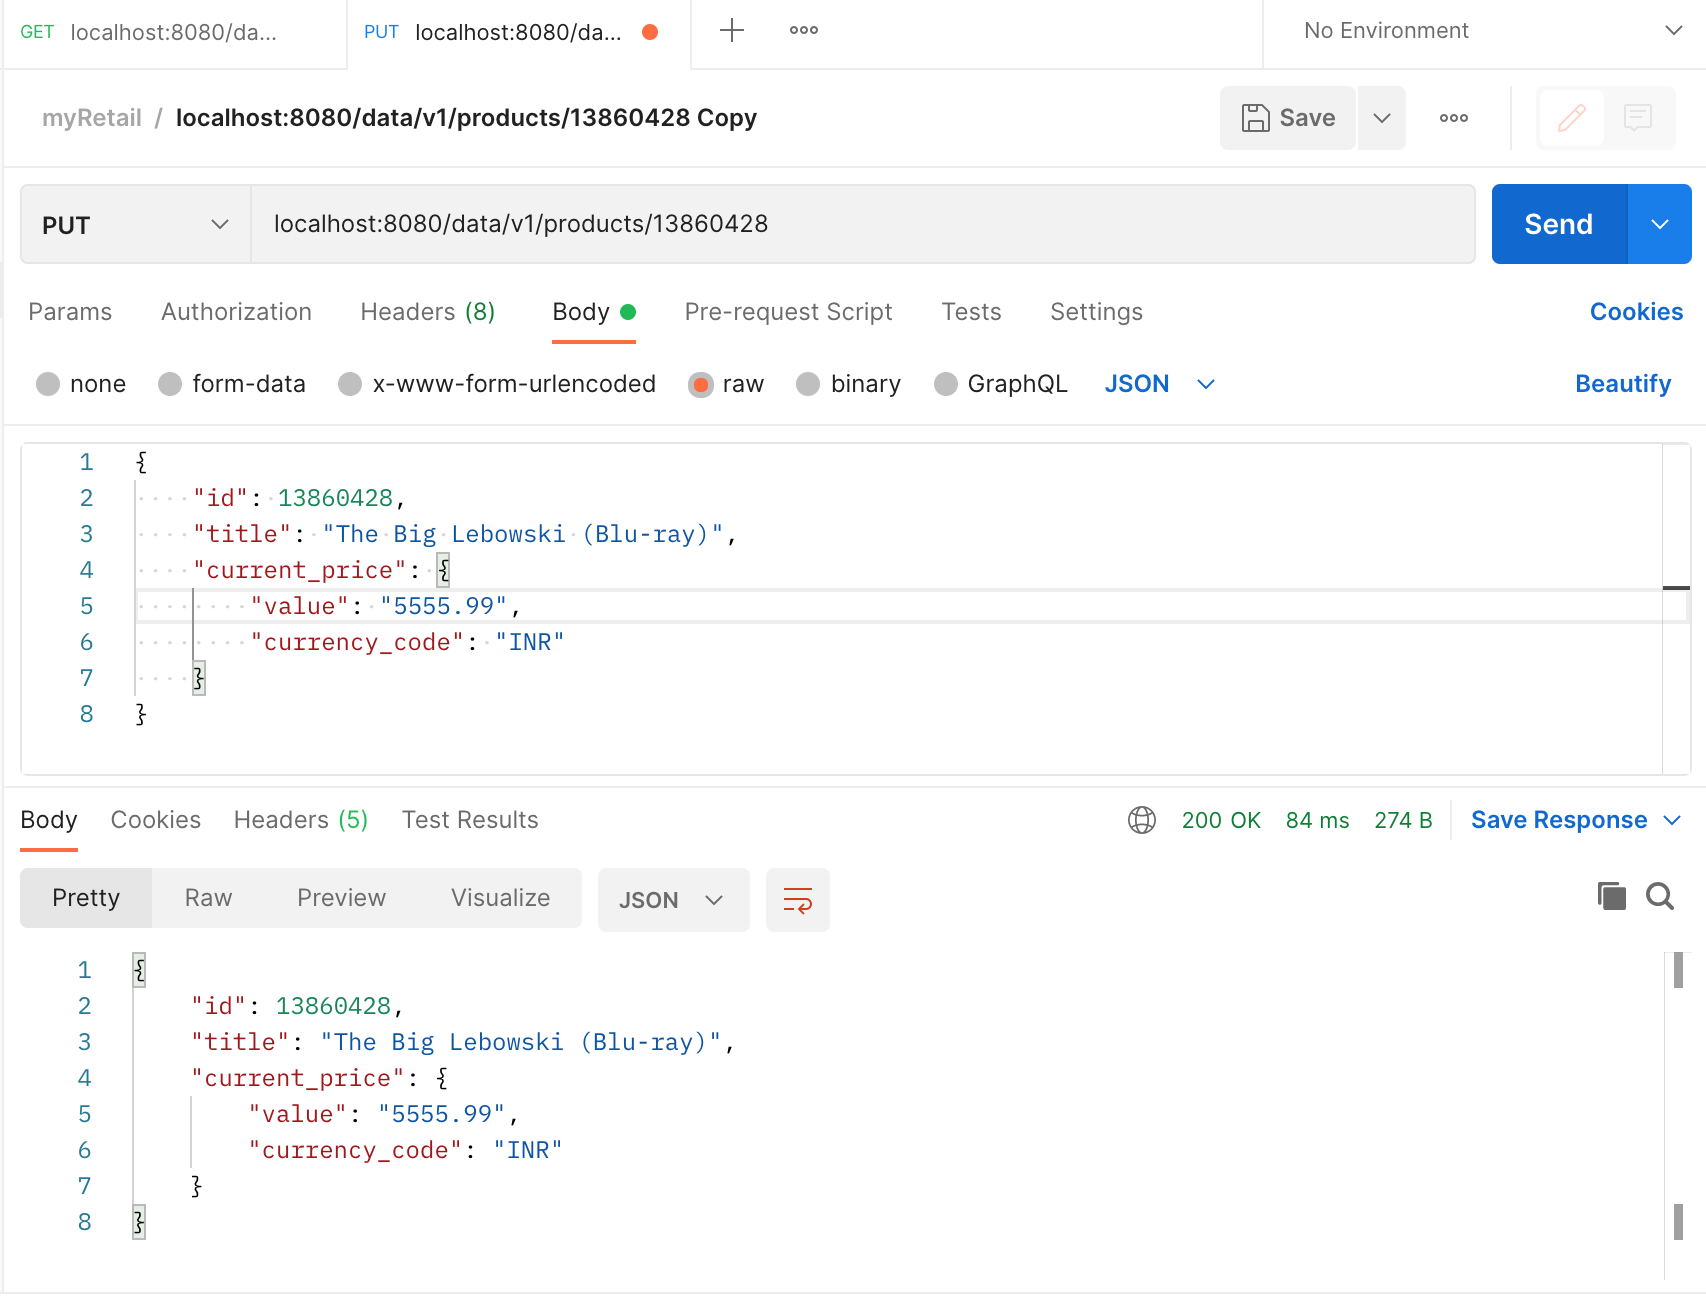 GET localhost:8080/da... PUT localhost:8080/da... No Environment
myRetail / localhost:8080/data/v1/products/13860428 Copy Save
PUT localhost:8080/data/v1/products/13860428 Send
Params Authorization Headers (8) Body Pre-request Script Tests Settings Cookies
none form-data x-www-form-urlencoded raw binary GraphQL JSON Beautify
1 {
2 "id": 13860428,
3 "title": "The Big Lebowski (Blu-ray)",
4 "current_price": {
5 "value": "5555.99",
6 "currency_code": "INR"
7 }
8 }
Body Cookies Headers (5) Test Results 200 OK 84 ms 274 B Save Response
Pretty Raw Preview Visualize JSON
1 {
2 "id": 13860428,
3 "title": "The Big Lebowski (Blu-ray)",
4 "current_price": {
5 "value": "5555.99",
6 "currency_code": "INR"
7 }
8 }